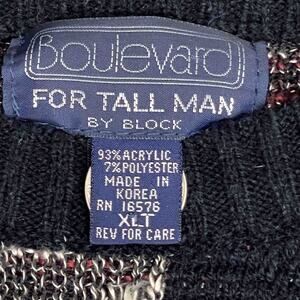 Boulevard
FOR TALL MAN
BY BLOCK
93% ACRYLIC
7% POLYESTER
MADE IN
KOREA
RN 16576
XLT
REV FOR CARE